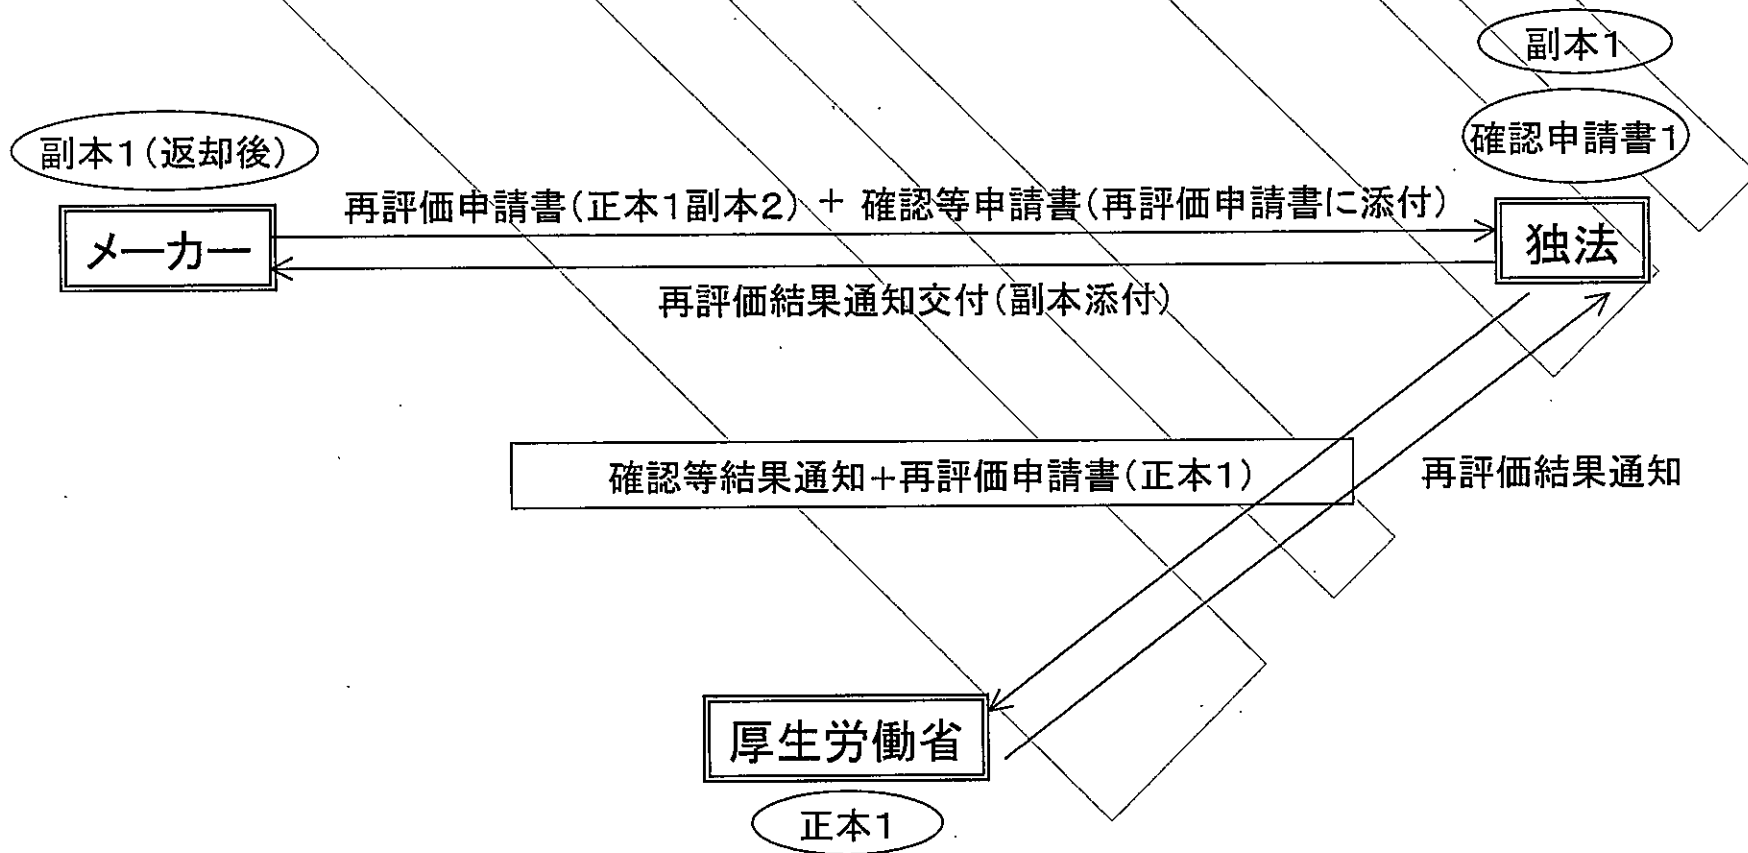 副本1
確認申請書1
副本1(返却後)
再評価申請書(正本1副本2) + 確認等申請書(再評価申請書に添付)
メーカー
独法
再評価結果通知交付(副本添付)
確認等結果通知+再評価申請書(正本1)
再評価結果通知
厚生労働省
正本1